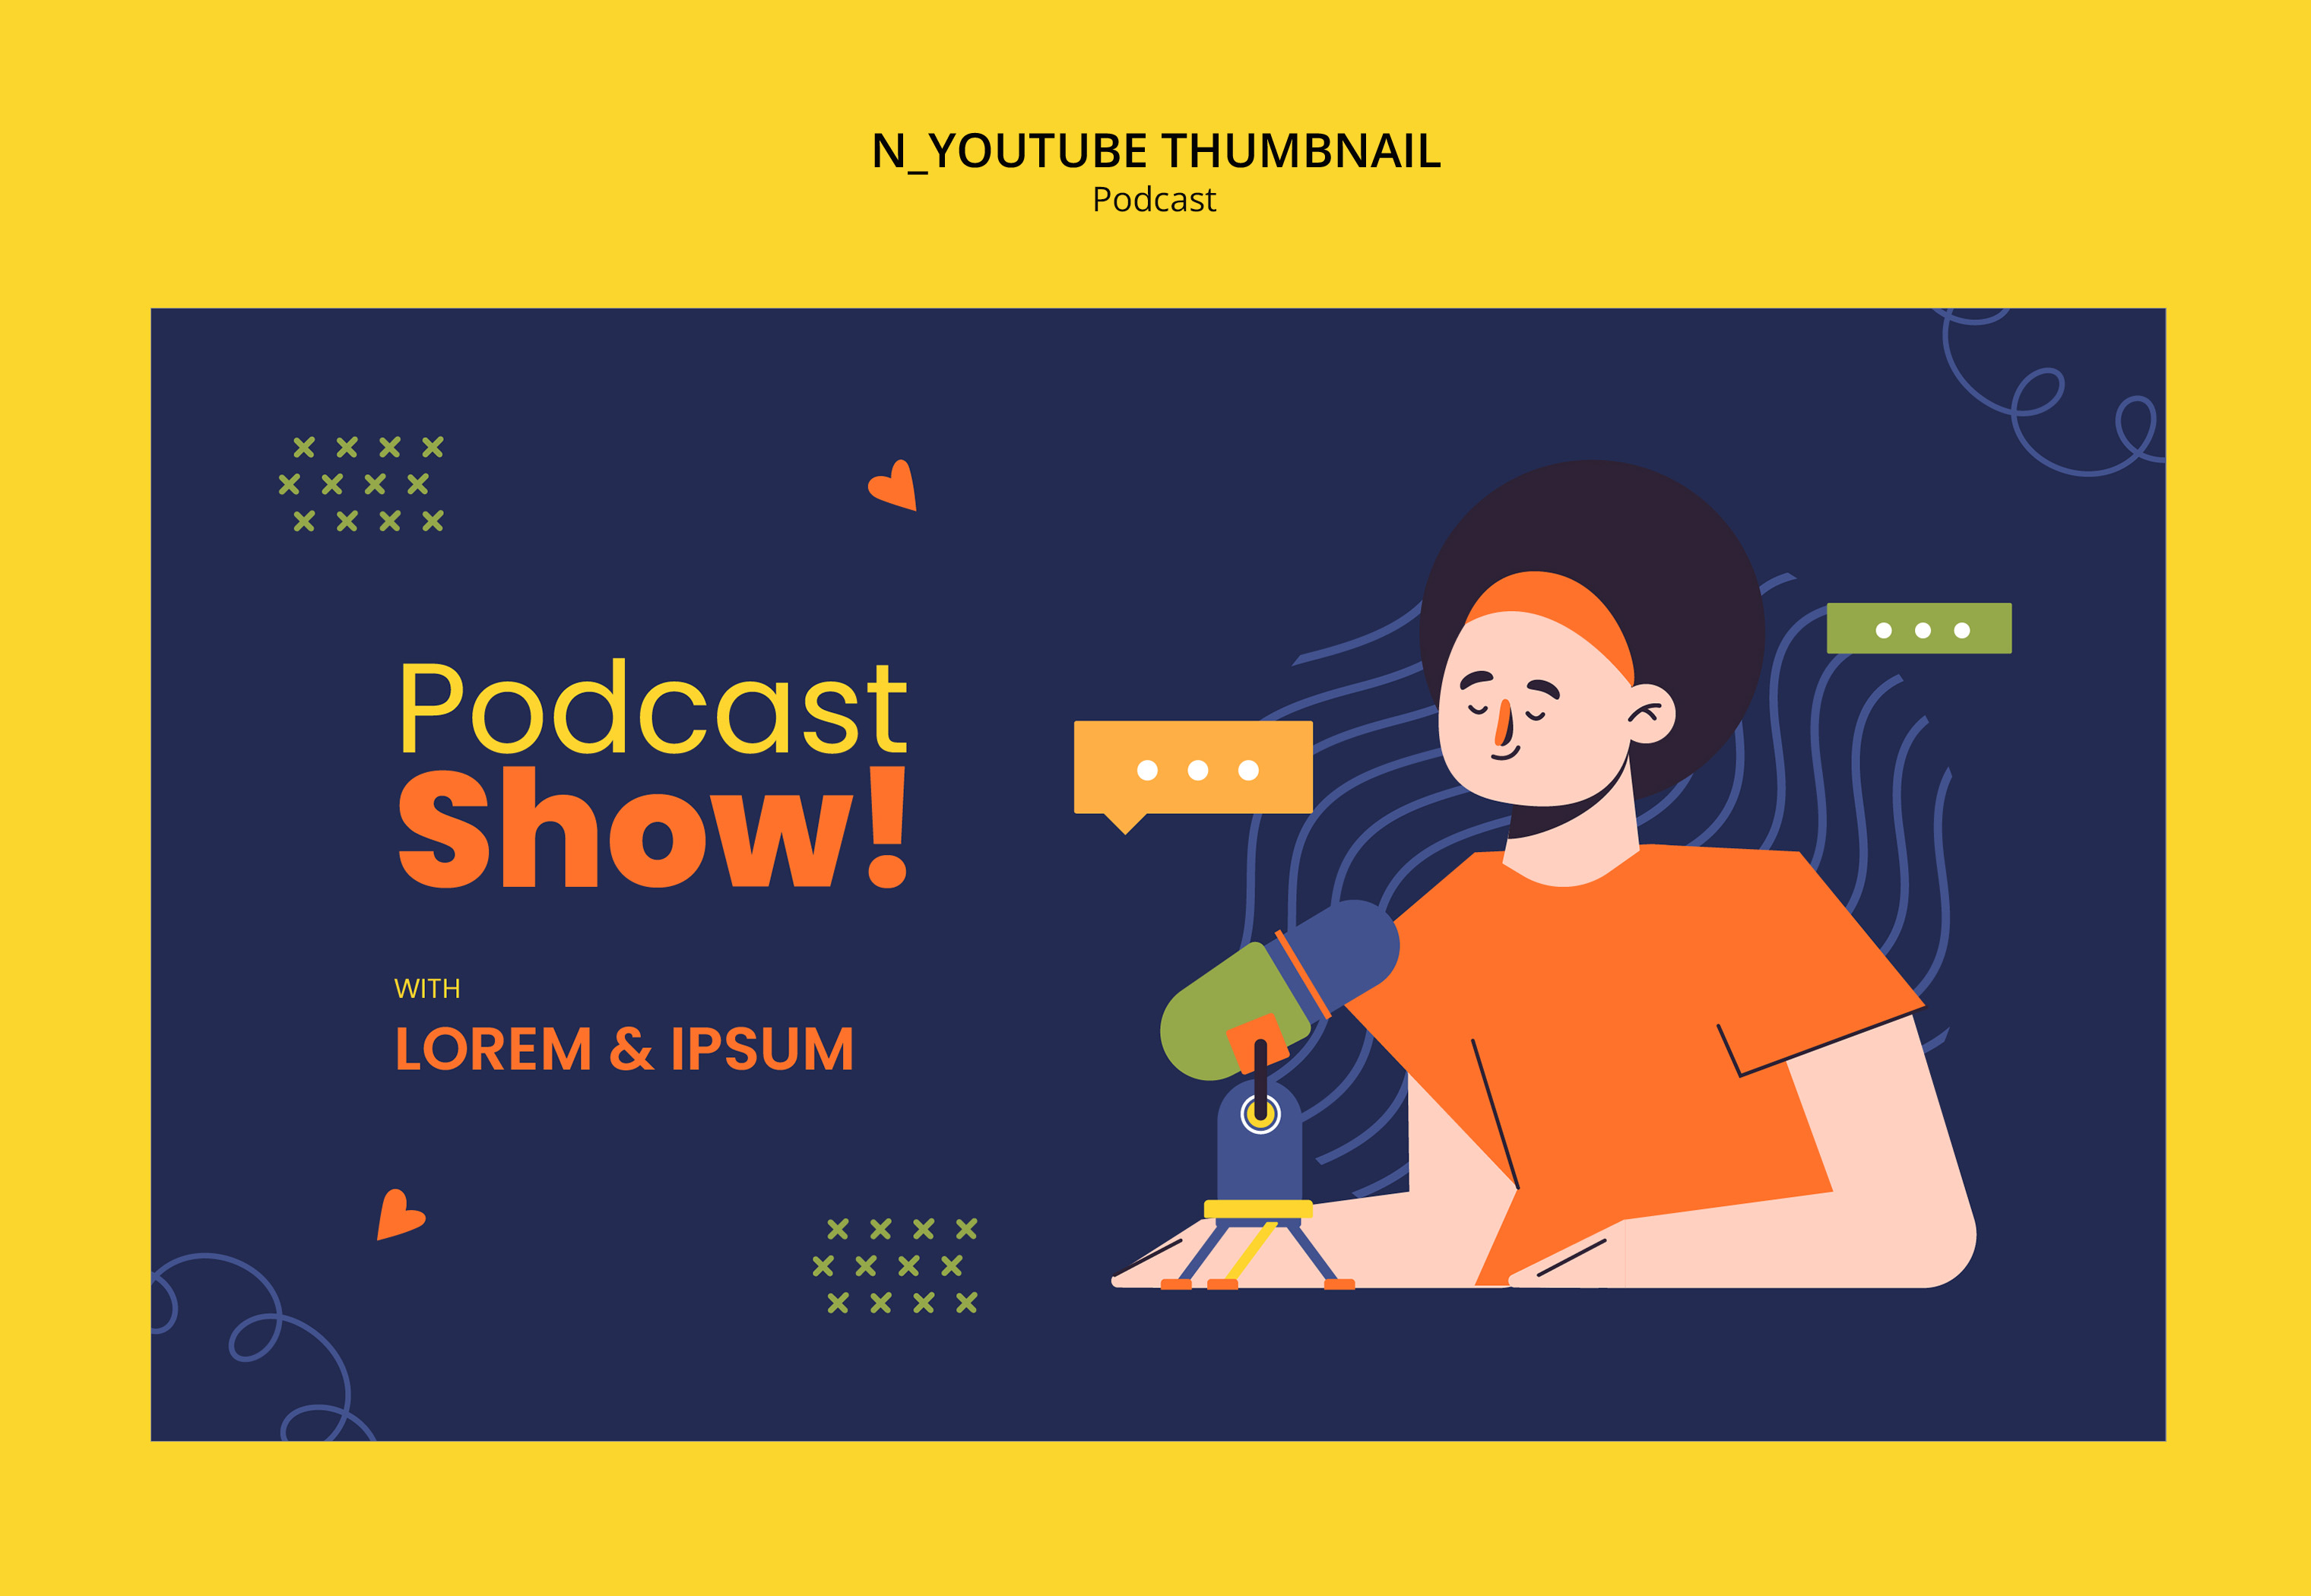 N_YOUTUBE THUMBNAIL
Podcast
Podcast
Show!
WITH
LOREM & IPSUM